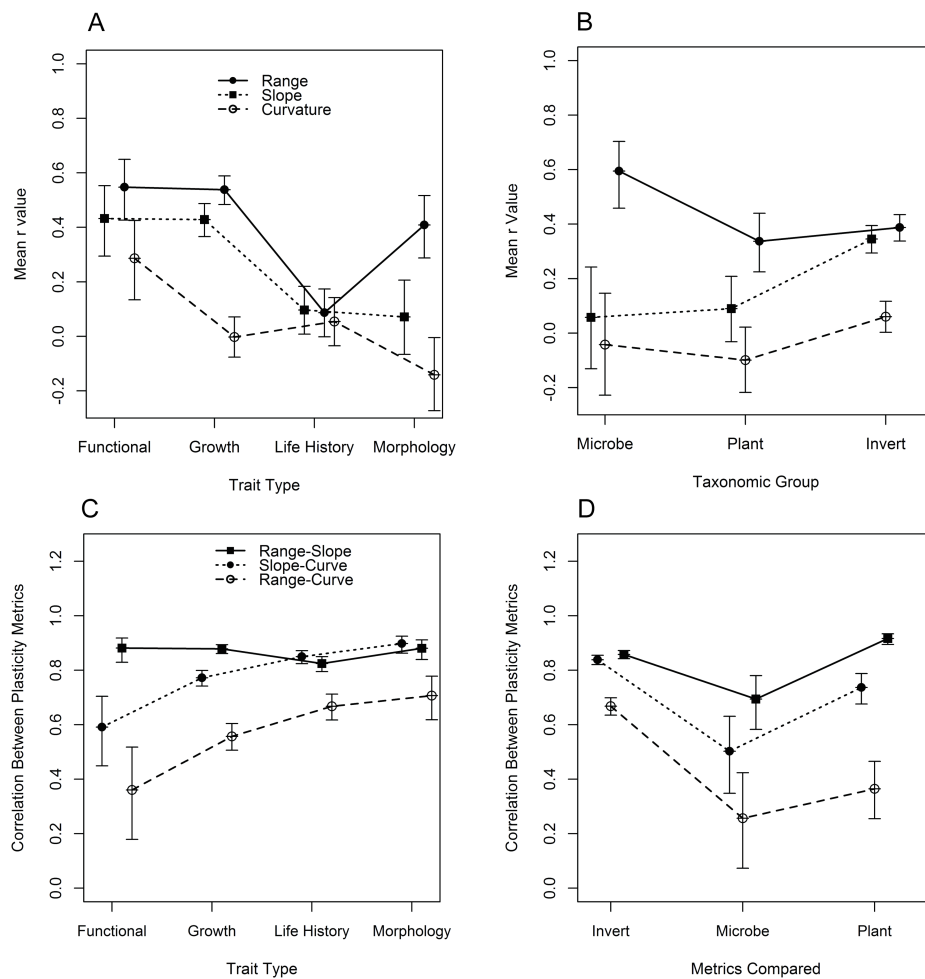 A
Mean r value
1.0
0.8
0.6
0.4
0.2
0.0
-0.2
Range
Slope
Curvature
Functional Growth Life History Morphology
Trait Type
B
Mean r Value
1.0
0.8
0.6
0.4
0.2
0.0
-0.2
Microbe Plant Invert
Taxonomic Group
C
Correlation Between Plasticity Metrics
1.2
1.0
0.8
0.6
0.4
0.2
0.0
Range-Slope
Slope-Curve
Range-Curve
Functional Growth Life History Morphology
Trait Type
D
Correlation Between Plasticity Metrics
1.2
1.0
0.8
0.6
0.4
0.2
0.0
Invert Microbe Plant
Metrics Compared